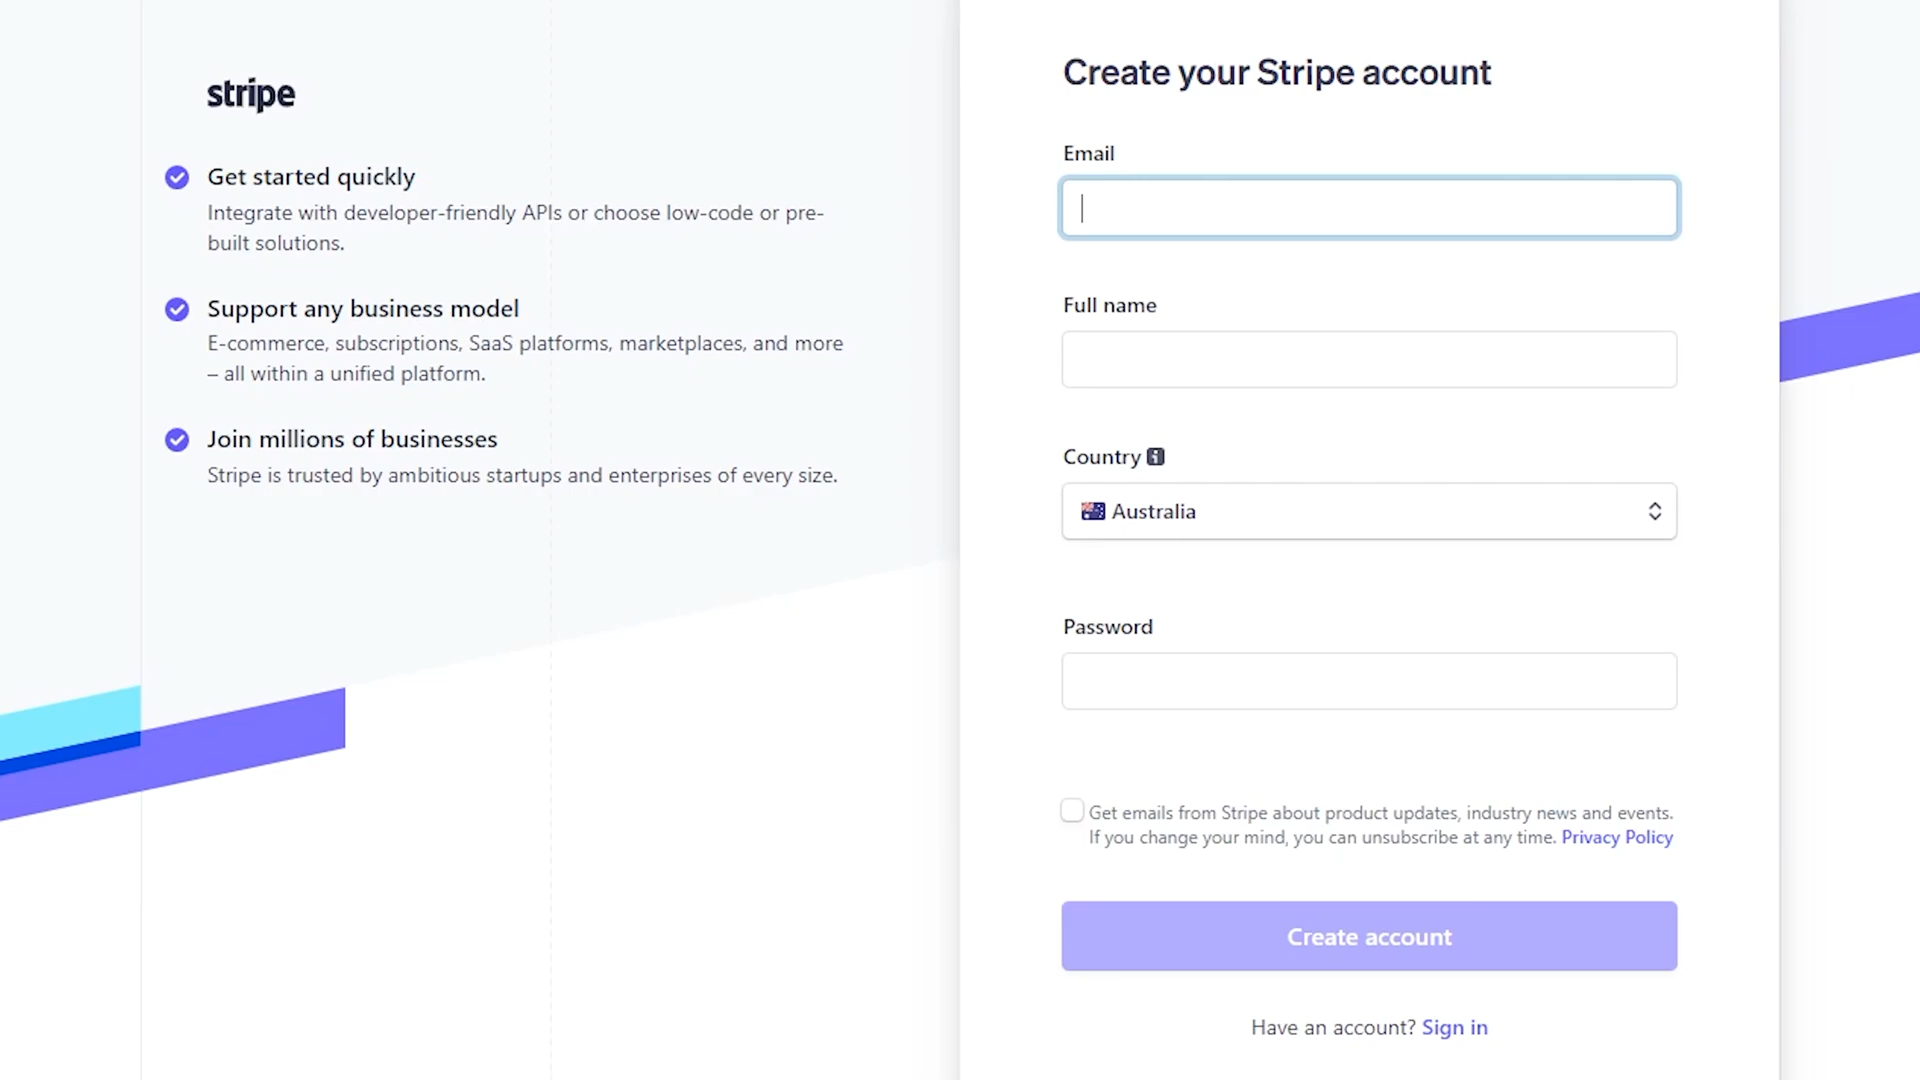 stripe
Get started quickly
Integrate with developer-friendly APIs or choose low-code or pre-
built solutions.
Support any business model
E-commerce, subscriptions, SaaS platforms, marketplaces, and more
– all within a unified platform.
Join millions of businesses
Stripe is trusted by ambitious startups and enterprises of every size.
Create your Stripe account
Email
Full name
Country
Australia
Password
Get emails from Stripe about product updates, industry news and events.
If you change your mind, you can unsubscribe at any time. Privacy Policy
Create account
Have an account? Sign in